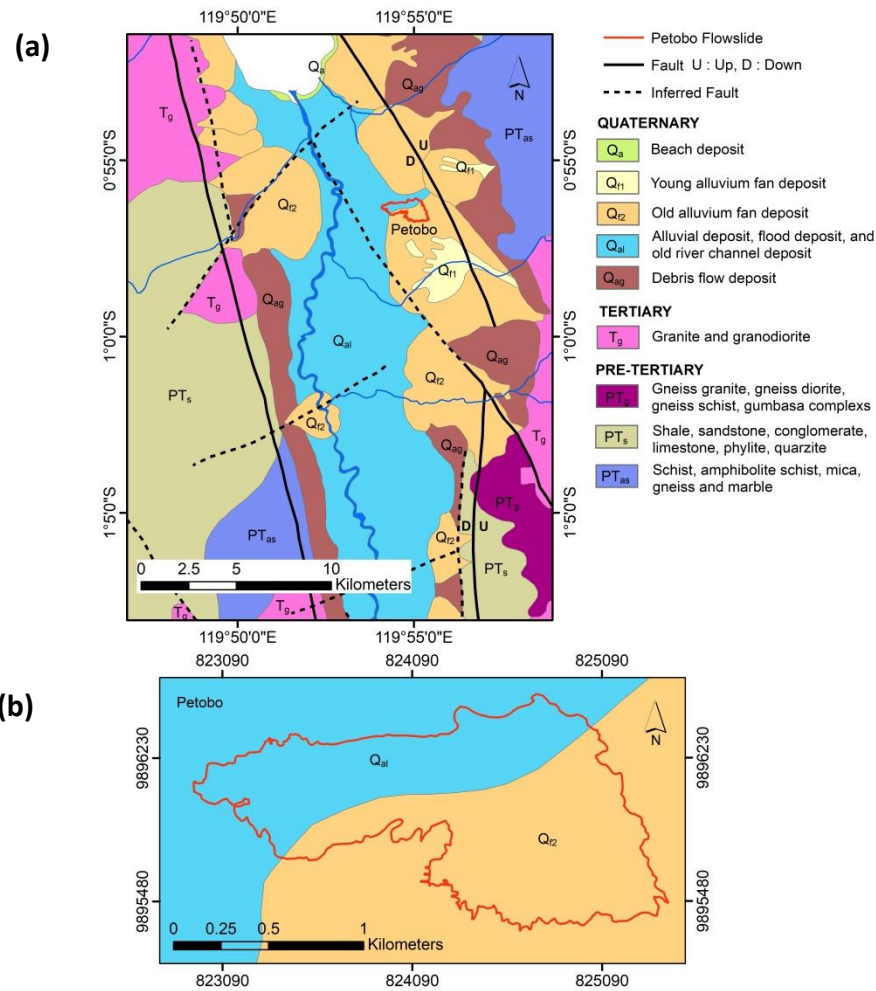 (a)
119°50'0"E 119°55'0"E
0°55'0"S
1°0'0"S
1°5'0"S
0°55'0"S
1°0'0"S
1°5'0"S
Qa
Qag
Tg
PTas
U
D
Qf1
Qf2
Petobo
Qf1
Tg
Qag
Qal
Qag
PTs
Qf2
Qf2
Qag
Tg
PTg
D U
PTas
Qf2
PTs
Tg
Tg
N
0 2.5 5 10
Kilometers
119°50'0"E 119°55'0"E
Petobo Flowslide
Fault U : Up, D : Down
Inferred Fault
QUATERNARY
Qa Beach deposit
Qf1 Young alluvium fan deposit
Qf2 Old alluvium fan deposit
Qal Alluvial deposit, flood deposit, and
old river channel deposit
Qag Debris flow deposit
TERTIARY
Tg Granite and granodiorite
PRE-TERTIARY
PTg Gneiss granite, gneiss diorite,
gneiss schist, gumbasa complexs
PTs Shale, sandstone, conglomerate,
limestone, phylite, quarzite
PTas Schist, amphibolite schist, mica,
gneiss and marble
(b)
823090 824090 825090
9896230
9895480
9896230
9895480
Petobo
N
Qal
Qf2
0 0.25 0.5 1
Kilometers
823090 824090 825090